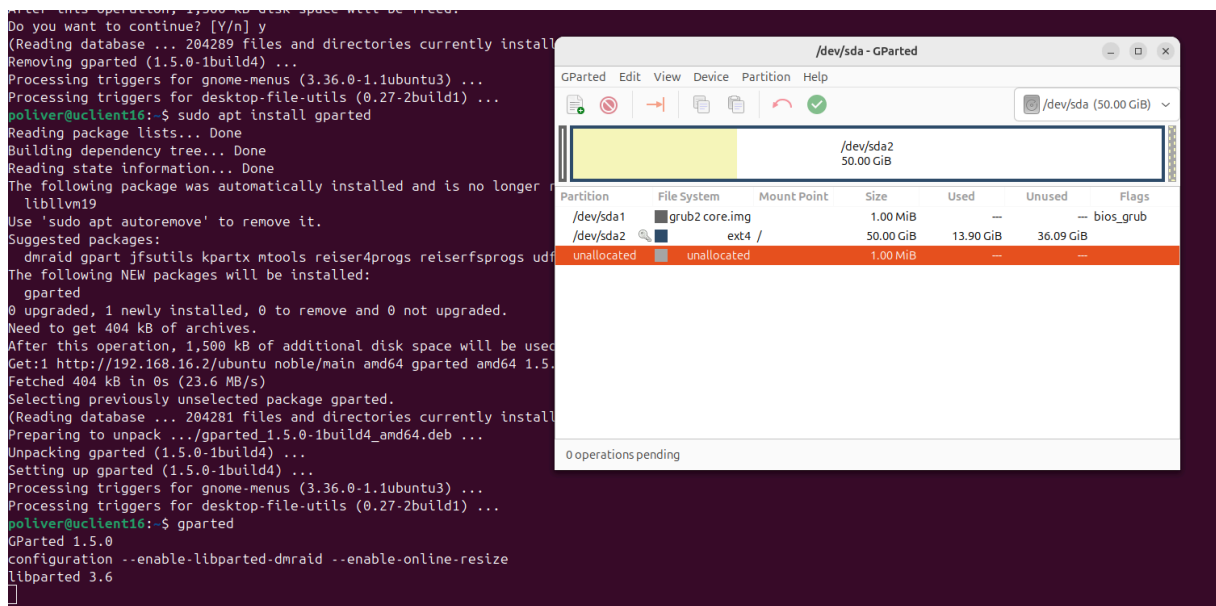 After this operation, 1,500 kB disk space will be freed.
Do you want to continue? [Y/n] y
(Reading database ... 204289 files and directories currently install
Removing gparted (1.5.0-1build4) ...
Processing triggers for gnome-menus (3.36.0-1.1ubuntu3) ...
Processing triggers for desktop-file-utils (0.27-2build1) ...
poliver@uclient16:~$ sudo apt install gparted
Reading package lists... Done
Building dependency tree... Done
Reading state information... Done
The following package was automatically installed and is no longer r
libllvm19
Use 'sudo apt autoremove' to remove it.
Suggested packages:
dmraid gpart jfsutils kpartx mtools reiser4progs reiserfsprogs udf
The following NEW packages will be installed:
gparted
0 upgraded, 1 newly installed, 0 to remove and 0 not upgraded.
Need to get 404 kB of archives.
After this operation, 1,500 kB of additional disk space will be used
Get:1 http://192.168.16.2/ubuntu noble/main amd64 gparted amd64 1.5.
Fetched 404 kB in 0s (23.6 MB/s)
Selecting previously unselected package gparted.
(Reading database ... 204281 files and directories currently install
Preparing to unpack .../gparted_1.5.0-1build4_amd64.deb ...
Unpacking gparted (1.5.0-1build4) ...
Setting up gparted (1.5.0-1build4) ...
Processing triggers for gnome-menus (3.36.0-1.1ubuntu3) ...
Processing triggers for desktop-file-utils (0.27-2build1) ...
poliver@uclient16:~$ gparted
GParted 1.5.0
configuration --enable-libparted-dmraid --enable-online-resize
libparted 3.6
/dev/sda - GParted
GParted Edit View Device Partition Help
/dev/sda (50.00 GiB)
/dev/sda2
50.00 GiB
Partition File System Mount Point Size Used Unused Flags
/dev/sda1 grub2 core.img 1.00 MiB --- --- bios_grub
/dev/sda2 ext4 / 50.00 GiB 13.90 GiB 36.09 GiB
unallocated unallocated 1.00 MiB --- ---
0 operations pending